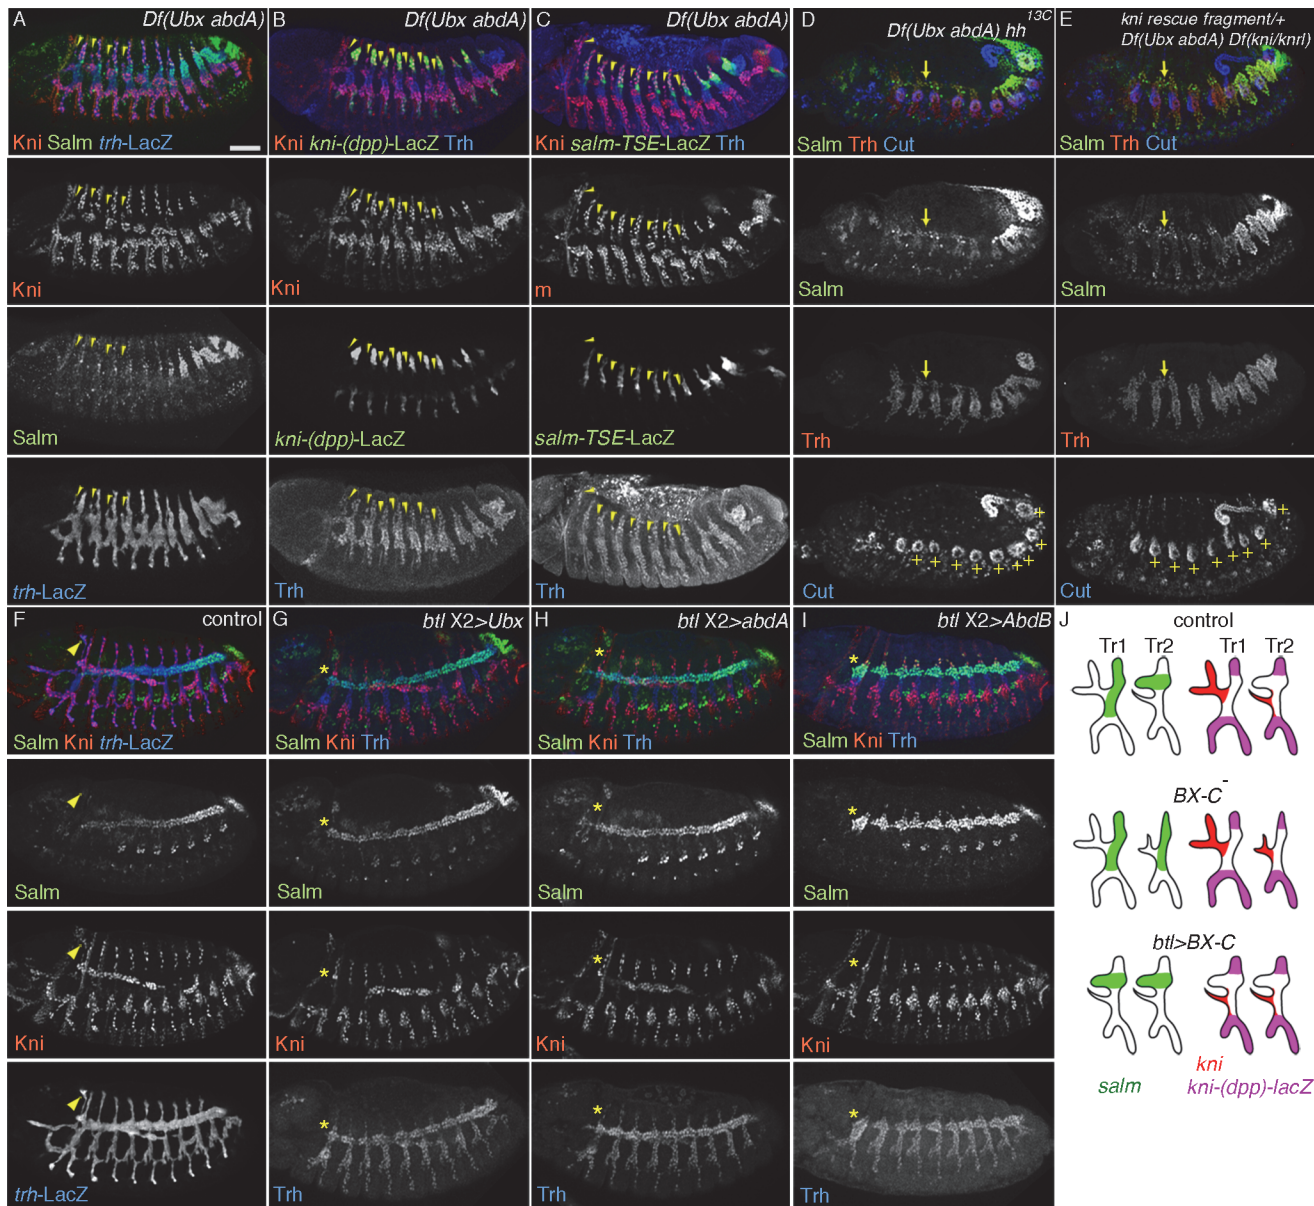 A
Df(Ubx abdA)
Kni Salm trh-LacZ
Kni
Salm
trh-LacZ
B
Df(Ubx abdA)
Kni kni-(dpp)-LacZ Trh
Kni
kni-(dpp)-LacZ
Trh
C
Df(Ubx abdA)
Kni salm-TSE-LacZ Trh
m
salm-TSE-LacZ
Trh
D
Df(Ubx abdA) hh13C
Salm Trh Cut
Salm
Trh
Cut
E
kni rescue fragment/+
Df(Ubx abdA) Df(kni/knrl)
Salm Trh Cut
Salm
Trh
Cut
F
control
Salm Kni trh-LacZ
Salm
Kni
trh-LacZ
G
btl X2>Ubx
Salm Kni Trh
Salm
Kni
Trh
H
btl X2>abdA
Salm Kni Trh
Salm
Kni
Trh
I
btl X2>AbdB
Salm Kni Trh
Salm
Kni
Trh
J
control
Tr1 Tr2 Tr1 Tr2
BX-C-
btl>BX-C
kni
salm kni-(dpp)-lacZ